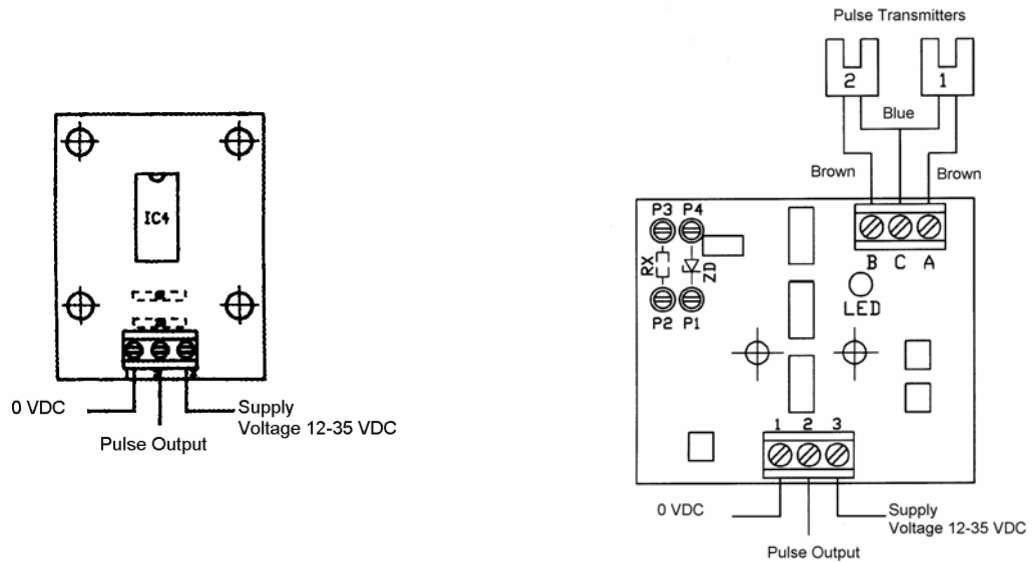 IC4
0 VDC
Supply
Voltage 12-35 VDC
Pulse Output
Pulse Transmitters
2
1
Blue
Brown
Brown
P3 P4
RX
ZD
P2 P1
B C A
LED
1 2 3
0 VDC
Supply
Voltage 12-35 VDC
Pulse Output